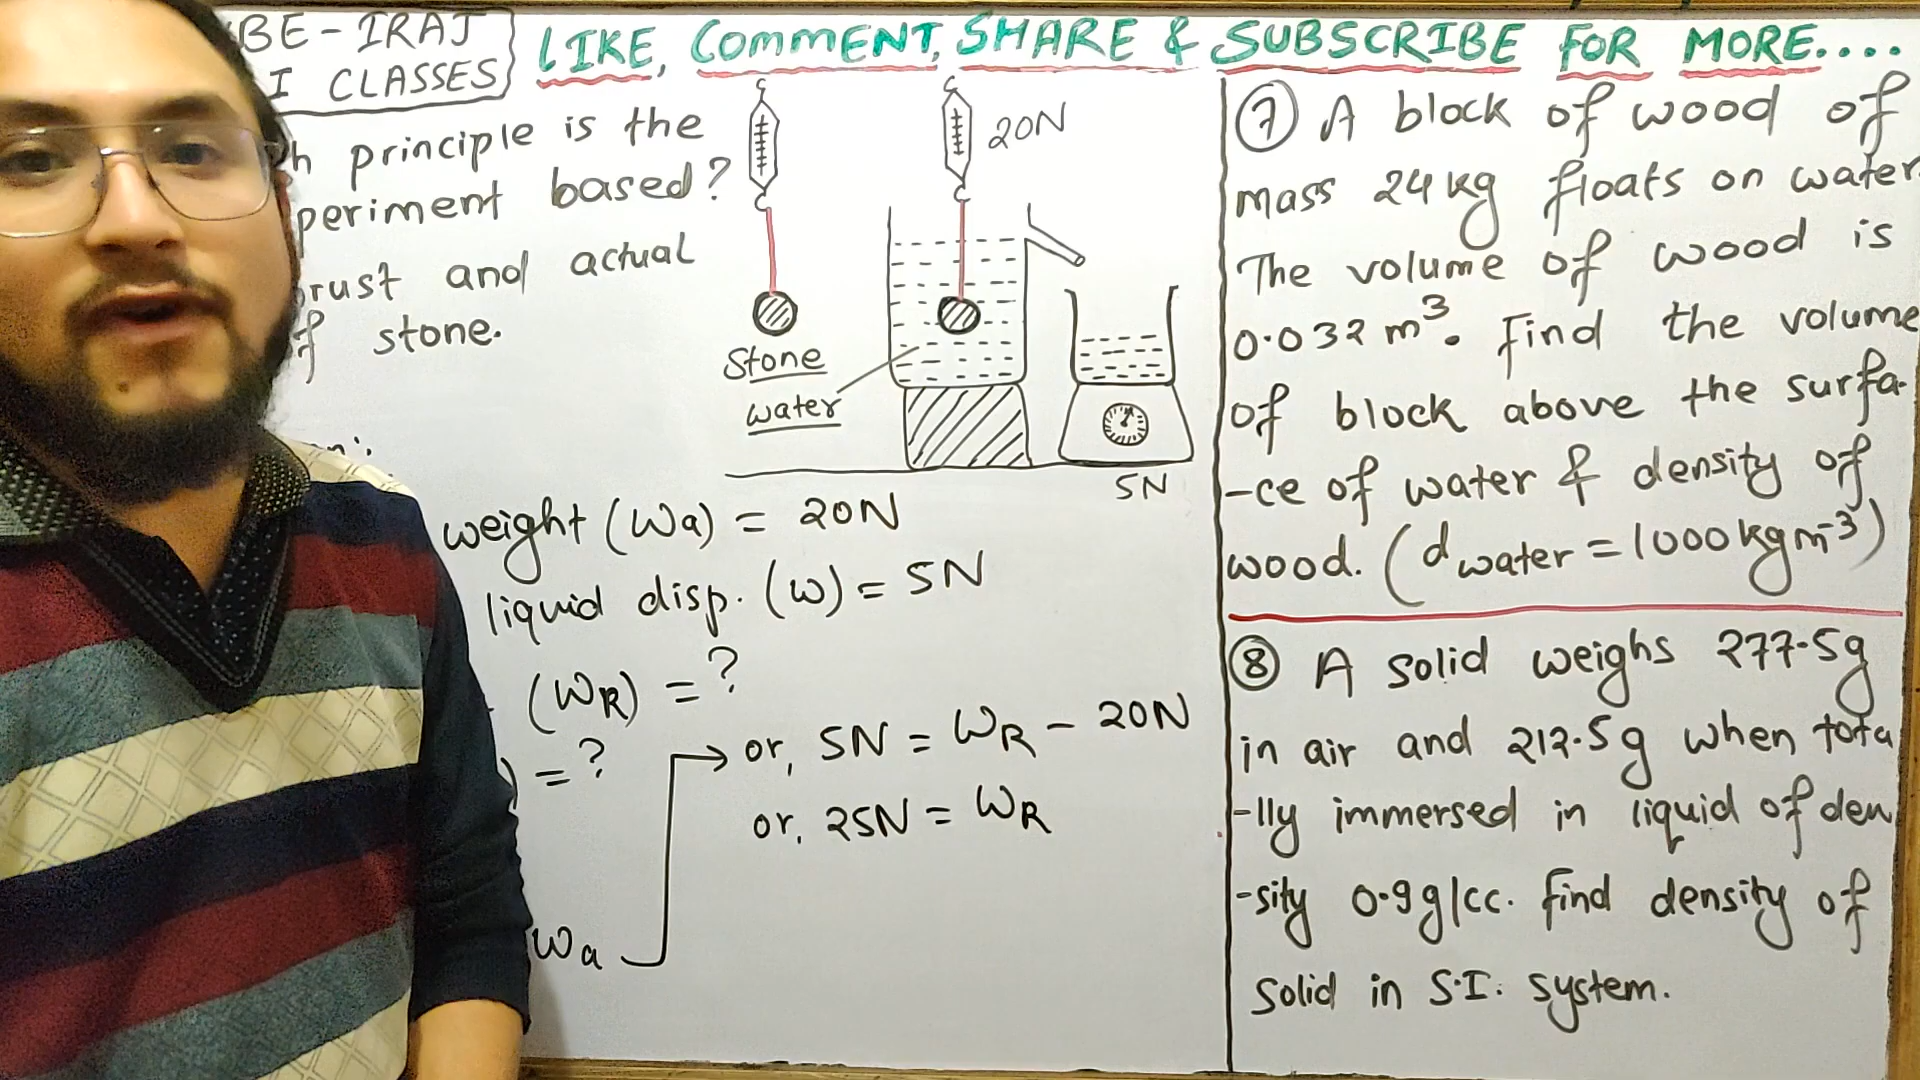 BE-IRAJ
I CLASSES
LIKE, COMMENT, SHARE & SUBSCRIBE FOR MORE....
principle is the
periment based?
rust and actual
f stone.
20N
Stone
water
5N
weight (Wa) = 20N
liquid disp. (w) = 5N
(WR) = ?
) = ?
Wa
or, 5N = WR - 20N
or, 25N = WR
7 A block of wood of
mass 24 kg floats on water.
The volume of wood is
0.032 m³. Find the volume
of block above the surfa-
-ce of water & density of
wood. (d water = 1000 kg m⁻³)
8 A solid weighs 277.5g
in air and 212.5g when tota
-lly immersed in liquid of den
-sity 0.9g/cc. find density of
Solid in S.I. system.